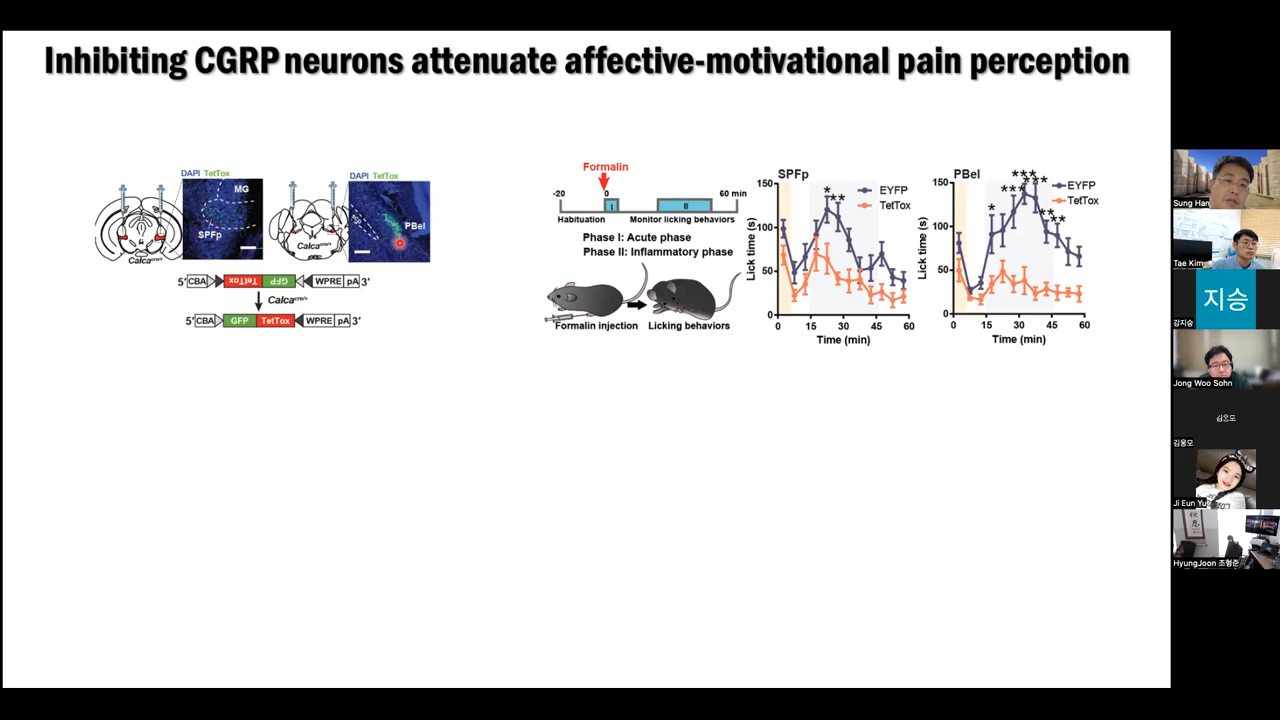 Inhibiting CGRP neurons attenuate affective-motivational pain perception
DAPI TetTox
MG
SPFp
Calca cre/+
DAPI TetTox
PBel
Calca cre/+
5′ CBA TetTox GFP WPRE pA 3′
Calca cre/+
5′ CBA GFP TetTox WPRE pA 3′
Formalin
-20 0 60 min
I II
Habituation Monitor licking behaviors
Phase I: Acute phase
Phase II: Inflammatory phase
Formalin injection Licking behaviors
SPFp
EYFP
TetTox
* **
Lick time (s)
150
100
50
0
0 15 30 45 60
Time (min)
PBel
EYFP
TetTox
Lick time (s)
150
100
50
0
0 15 30 45 60
Time (min)
Sung Han
Tae Kim
지승
강지승
Jong Woo Sohn
Ji Eun Yu
HyungJoon 조형준